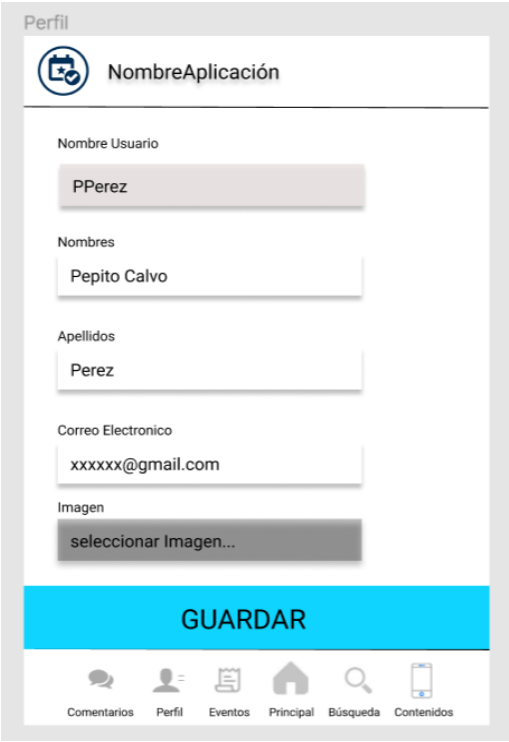 Perfil
NombreAplicación
Nombre Usuario
PPerez
Nombres
Pepito Calvo
Apellidos
Perez
Correo Electronico
xxxxxx@gmail.com
Imagen
seleccionar Imagen...
GUARDAR
Comentarios Perfil Eventos Principal Búsqueda Contenidos